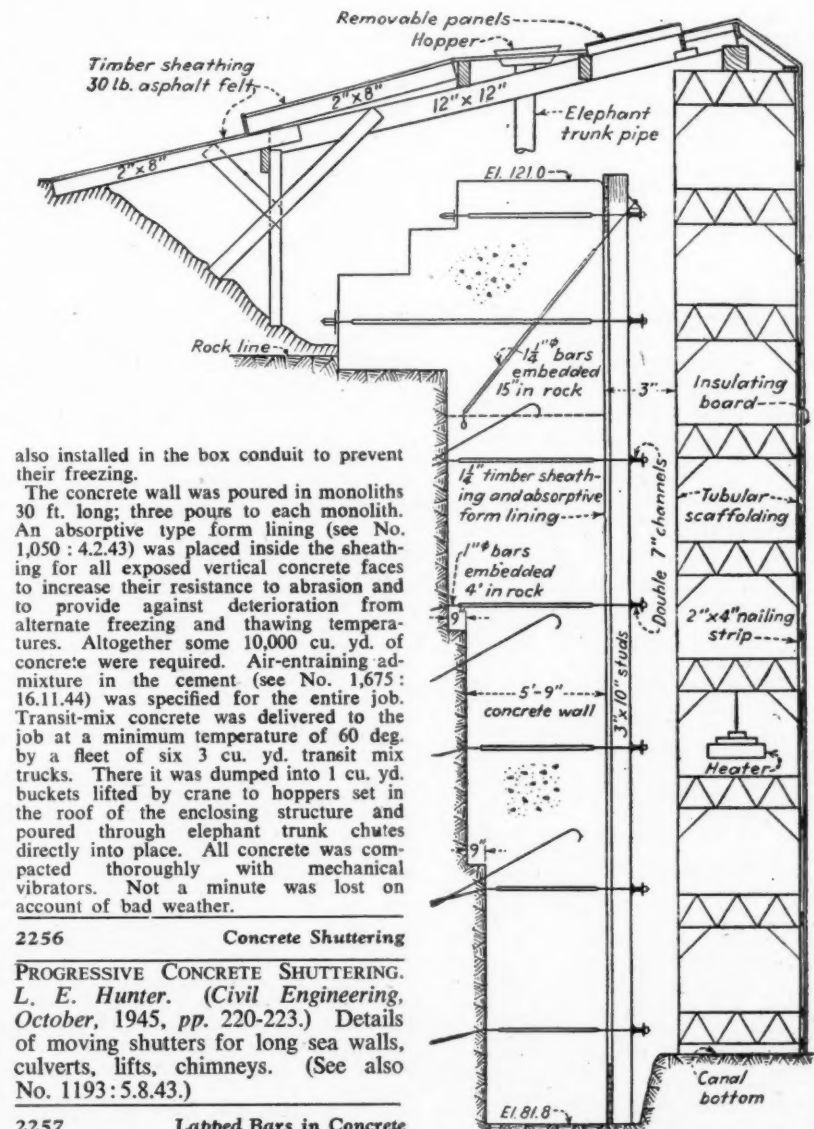 Removable panels
Hopper
Timber sheathing
30 lb. asphalt felt
2"x8"
12"x12"
Elephant
trunk pipe
2"x8"
El. 121.0
Rock line
1¼"ᶲ bars
embedded
15" in rock
3"
Insulating
board
1¼" timber sheath-
ing and absorptive
form lining
Double 7" channels
Tubular
scaffolding
1"ᶲ bars
embedded
4' in rock
9"
2"x4" nailing
strip
5'-9"
concrete wall
3"x10" studs
Heater
9"
Canal
bottom
El. 81.8
also installed in the box conduit to prevent
their freezing.
The concrete wall was poured in monoliths
30 ft. long; three pours to each monolith.
An absorptive type form lining (see No.
1,050 : 4.2.43) was placed inside the sheath-
ing for all exposed vertical concrete faces
to increase their resistance to abrasion and
to provide against deterioration from
alternate freezing and thawing tempera-
tures. Altogether some 10,000 cu. yd. of
concrete were required. Air-entraining ad-
mixture in the cement (see No. 1,675 :
16.11.44) was specified for the entire job.
Transit-mix concrete was delivered to the
job at a minimum temperature of 60 deg.
by a fleet of six 3 cu. yd. transit mix
trucks. There it was dumped into 1 cu. yd.
buckets lifted by crane to hoppers set in
the roof of the enclosing structure and
poured through elephant trunk chutes
directly into place. All concrete was com-
pacted thoroughly with mechanical
vibrators. Not a minute was lost on
account of bad weather.
2256 Concrete Shuttering
PROGRESSIVE CONCRETE SHUTTERING.
L. E. Hunter. (Civil Engineering,
October, 1945, pp. 220-223.) Details
of moving shutters for long sea walls,
culverts, lifts, chimneys. (See also
No. 1193 : 5.8.43.)
2257 Lapped Bars in Concrete